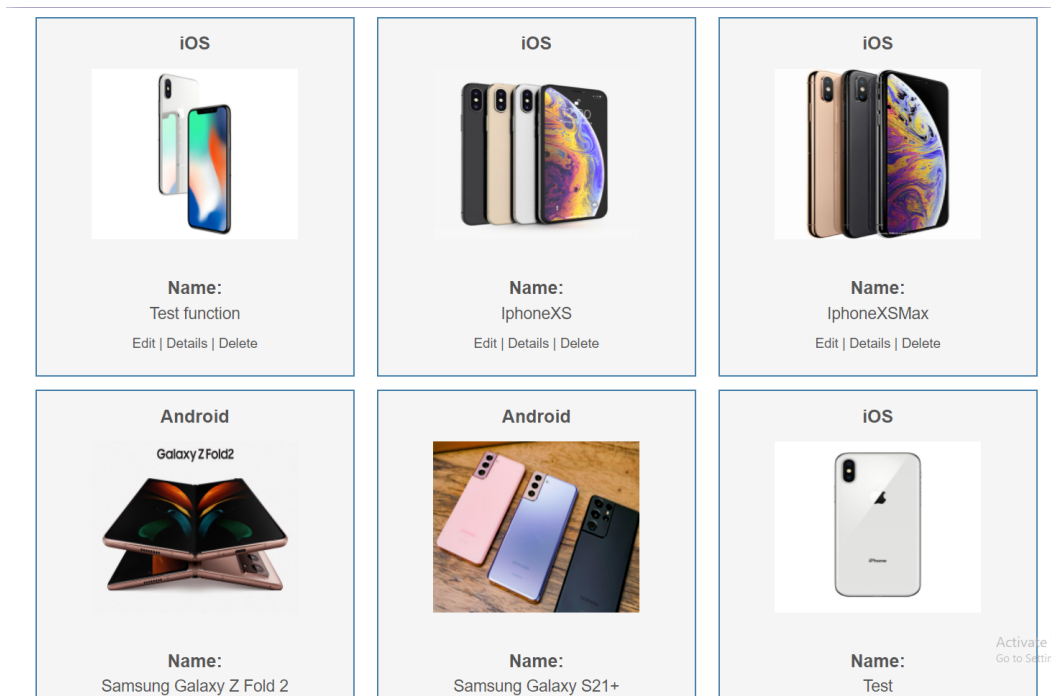 iOS
iOS
iOS
Name:
Name:
Name:
Test function
IphoneXS
IphoneXSMax
Edit | Details | Delete
Edit | Details | Delete
Edit | Details | Delete
Android
Android
iOS
Galaxy Z Fold2
iPhone
Name:
Name:
Name:
Samsung Galaxy Z Fold 2
Samsung Galaxy S21+
Test
Activate
Go to Settin